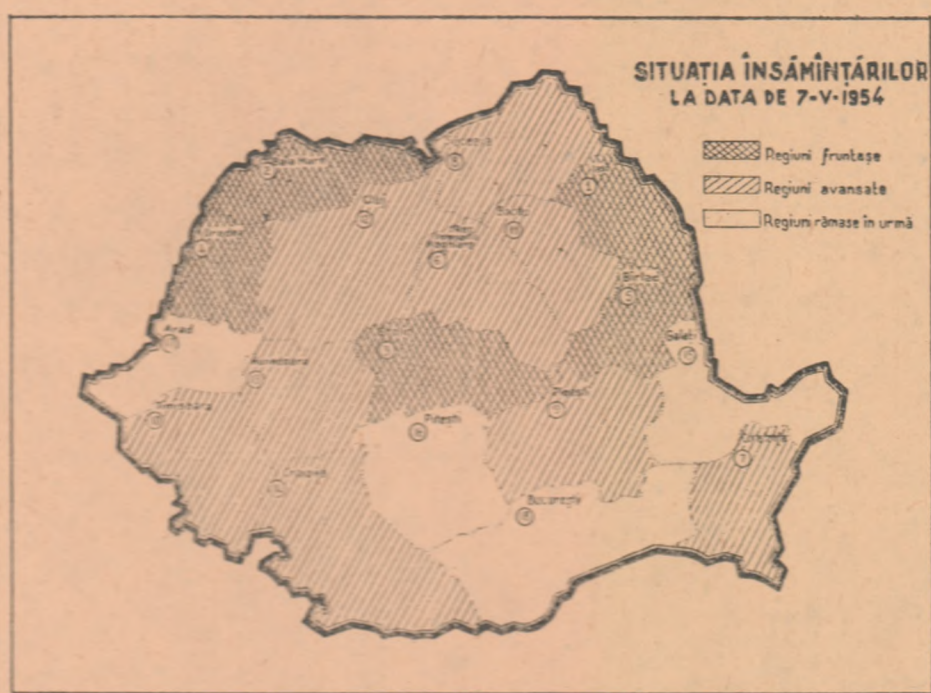 SITUAȚIA ÎNSĂMÎNȚĂRILOR
LA DATA DE 7-V-1954
Regiuni fruntașe
Regiuni avansate
Regiuni rămase în urmă
Baia Mare
Iași
Cluj
Bacău
Oradea
Bîrlad
Arad
Galați
Hunedoara
Timișoara
Ploești
Pitești
Constanța
Craiova
București